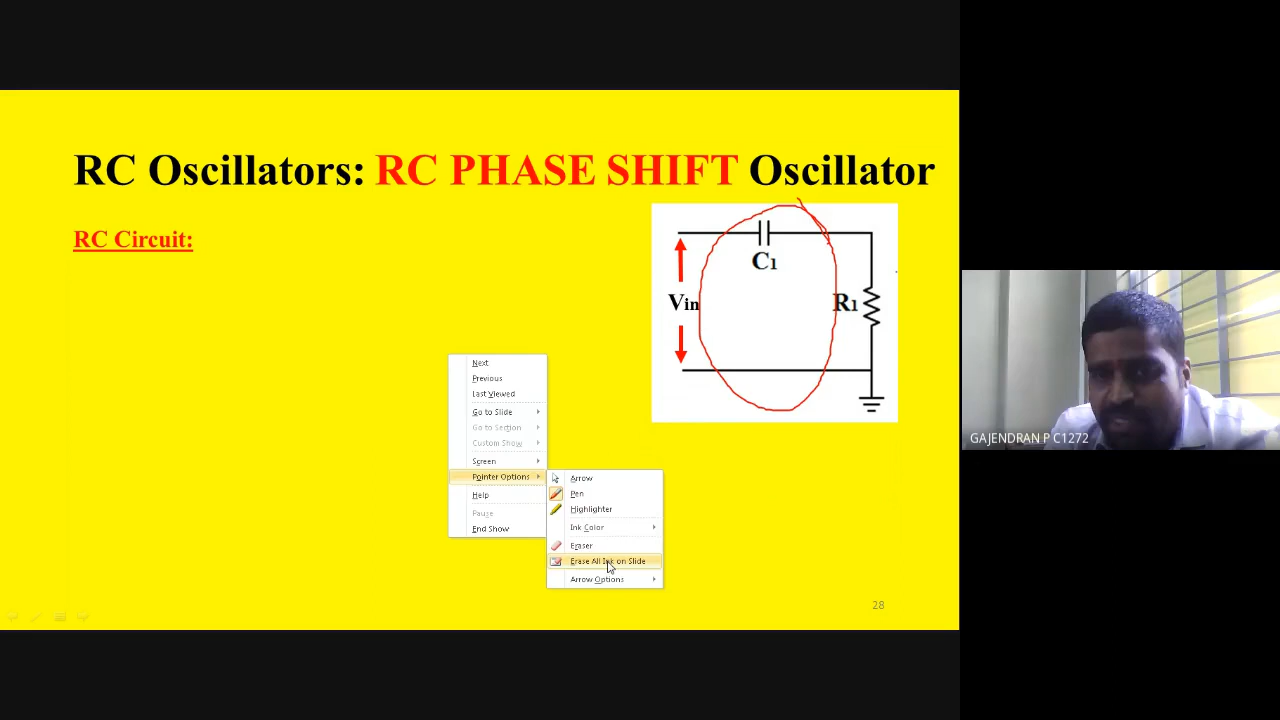 RC Oscillators: RC PHASE SHIFT Oscillator
RC Circuit:
C1
Vin
R1
Next
Previous
Last Viewed
Go to Slide
Go to Section
Custom Show
Screen
Pointer Options
Help
Pause
End Show
Arrow
Pen
Highlighter
Ink Color
Eraser
Erase All Ink on Slide
Arrow Options
28
GAJENDRAN P C1272